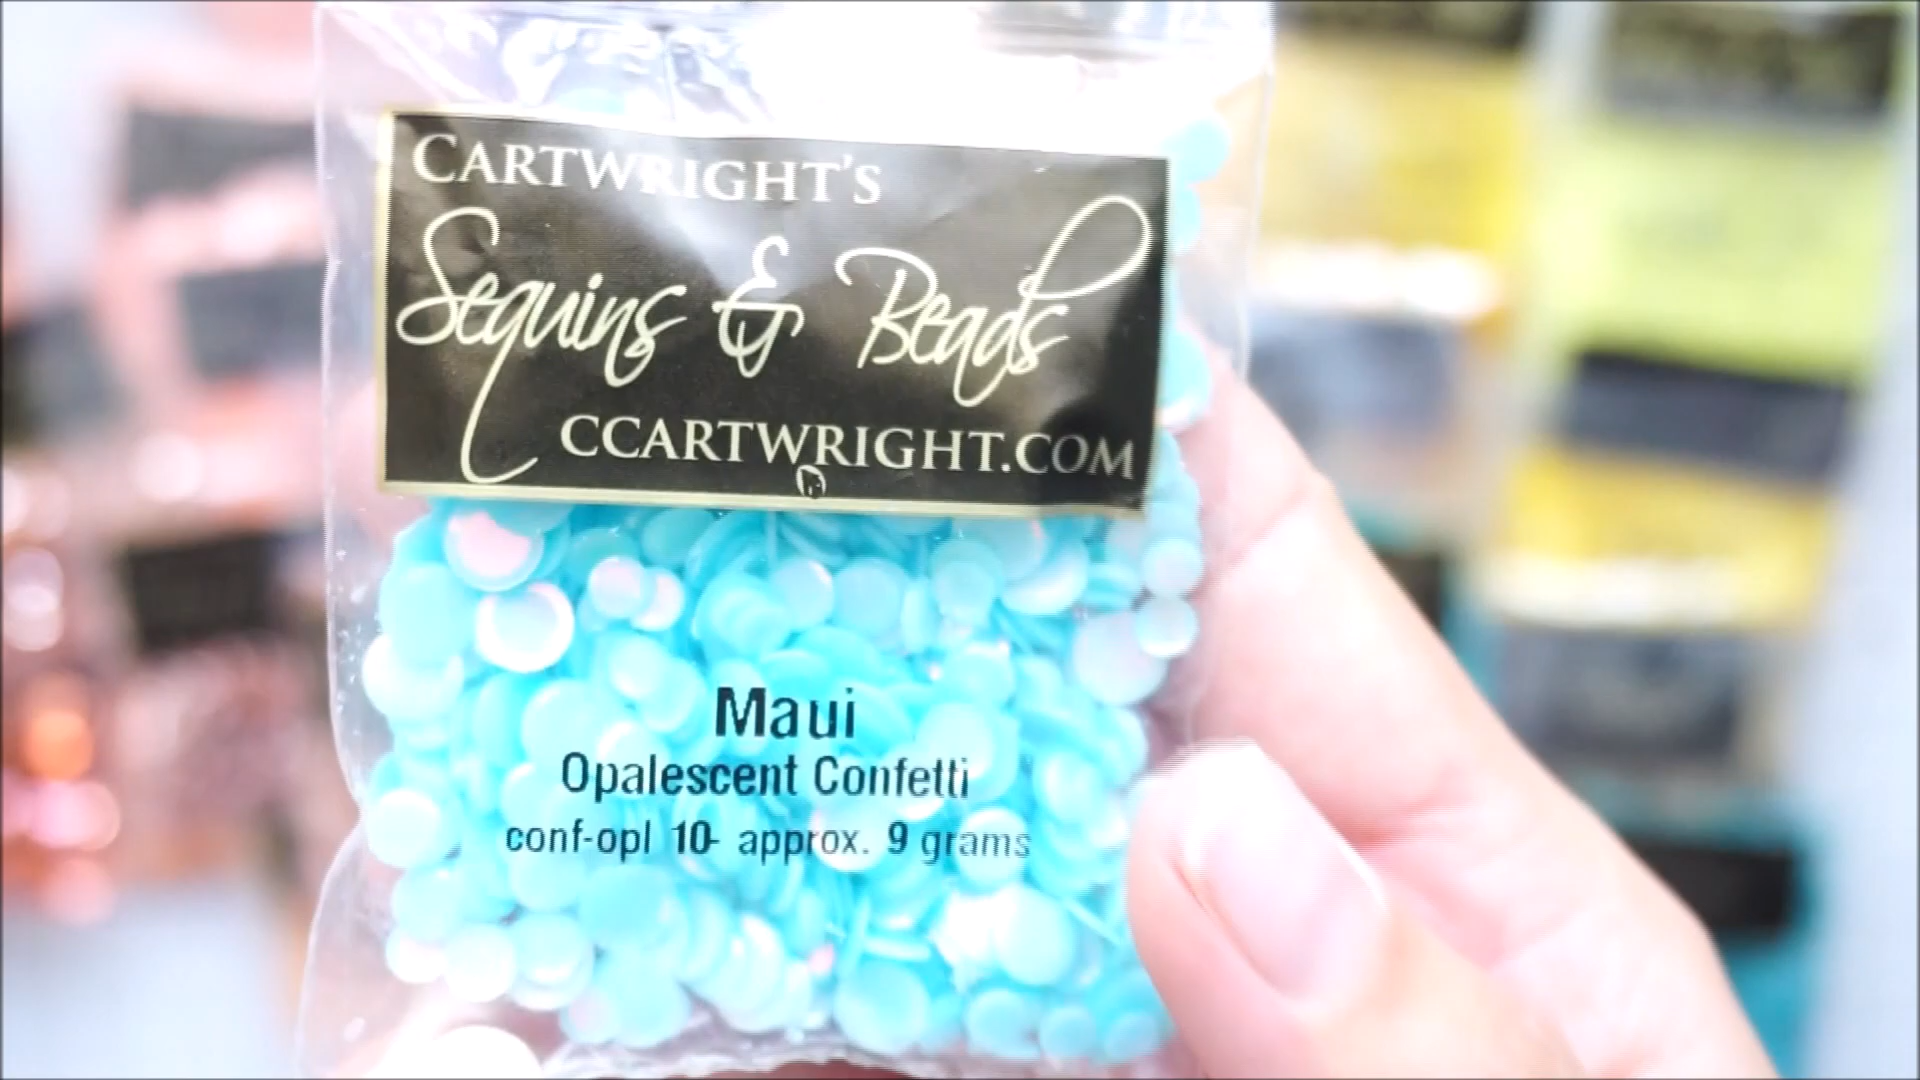 CARTWRIGHT'S
Sequins & Beads
CCARTWRIGHT.COM
Maui
Opalescent Confetti
conf-opl 10- approx. 9 grams